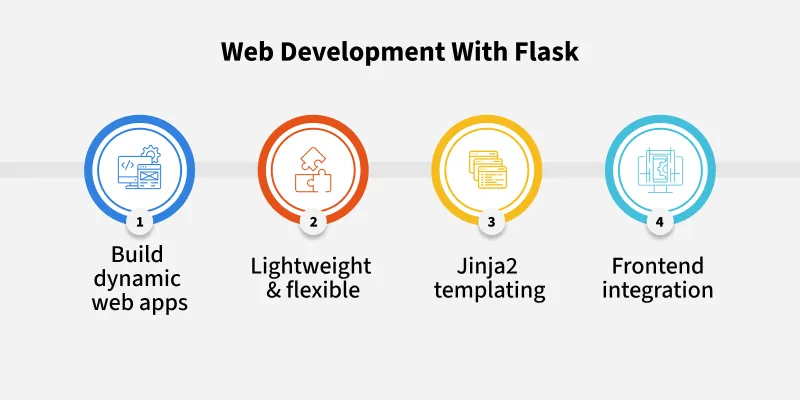 Web Development With Flask
1
Build
dynamic
web apps
2
Lightweight
& flexible
3
Jinja2
templating
4
Frontend
integration